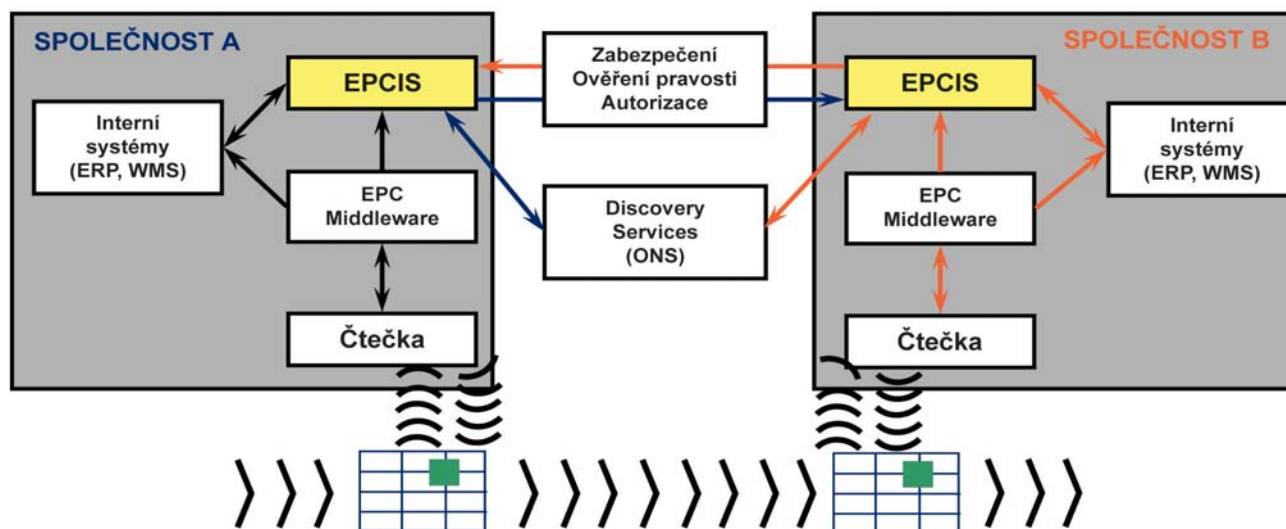 SPOLEČNOST A
EPCIS
Interní
systémy
(ERP, WMS)
EPC
Middleware
Čtečka
Zabezpečení
Ověření pravosti
Autorizace
Discovery
Services
(ONS)
SPOLEČNOST B
EPCIS
Interní
systémy
(ERP, WMS)
EPC
Middleware
Čtečka